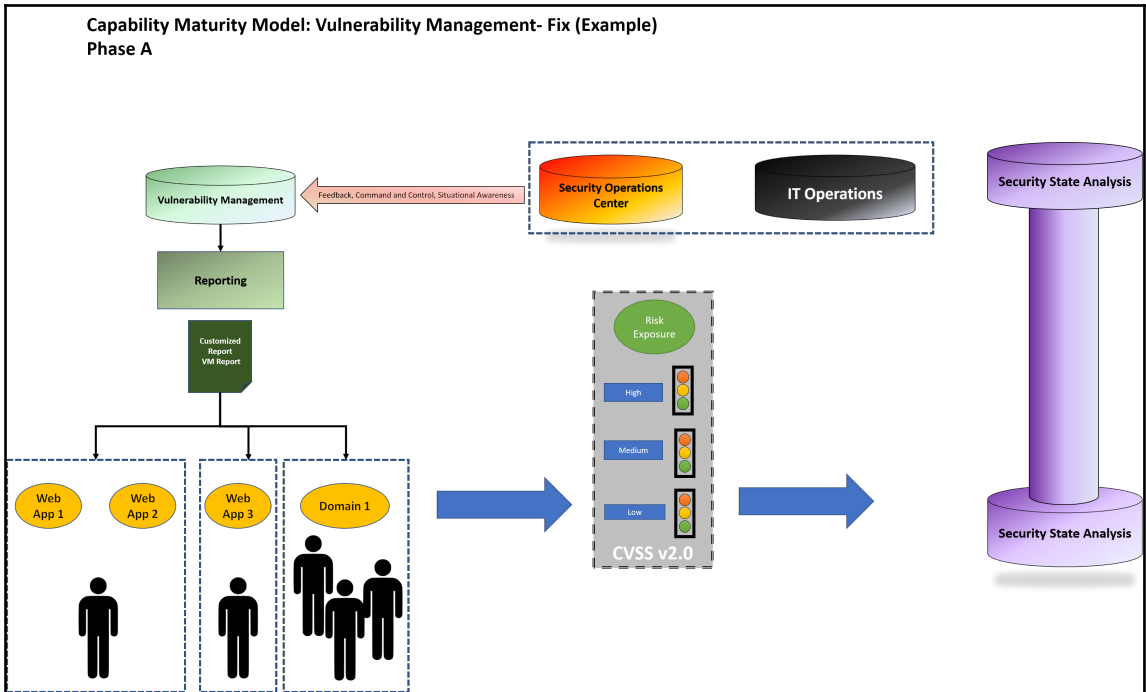 Capability Maturity Model: Vulnerability Management- Fix (Example)
Phase A
Vulnerability Management
Feedback, Command and Control, Situational Awareness
Security Operations
Center
IT Operations
Security State Analysis
Reporting
Customized
Report
VM Report
Risk
Exposure
High
Medium
Low
CVSS v2.0
Web
App 1
Web
App 2
Web
App 3
Domain 1
Security State Analysis